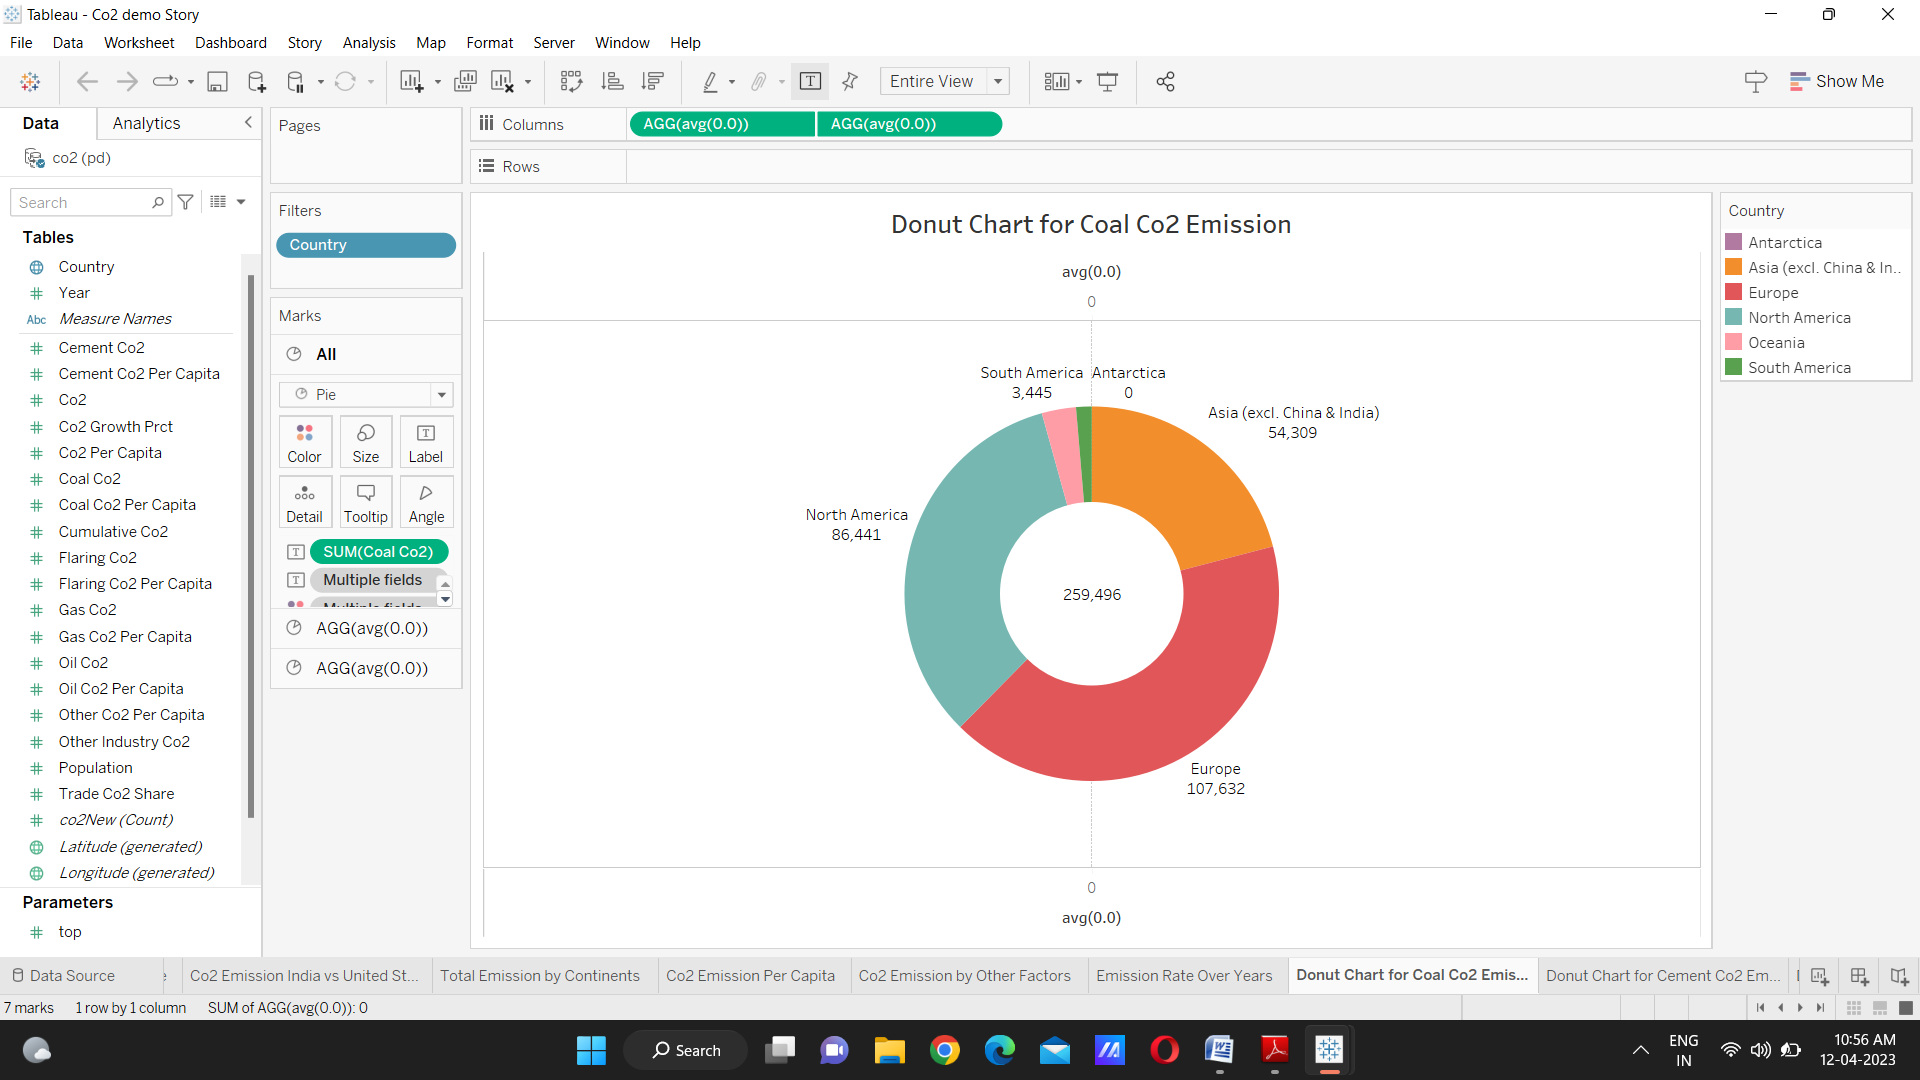 Tableau - Co2 demo Story
File Data Worksheet Dashboard Story Analysis Map Format Server Window Help
T Entire View Show Me
Data Analytics
co2 (pd)
Search
Tables
Country
Year
Abc Measure Names
Cement Co2
Cement Co2 Per Capita
Co2
Co2 Growth Prct
Co2 Per Capita
Coal Co2
Coal Co2 Per Capita
Cumulative Co2
Flaring Co2
Flaring Co2 Per Capita
Gas Co2
Gas Co2 Per Capita
Oil Co2
Oil Co2 Per Capita
Other Co2 Per Capita
Other Industry Co2
Population
Trade Co2 Share
co2New (Count)
Latitude (generated)
Longitude (generated)
Parameters
top
Pages
Filters
Country
Marks
All
Pie
Color Size T Label
Detail Tooltip Angle
T SUM(Coal Co2)
T Multiple fields
Multiple fields
AGG(avg(0.0))
AGG(avg(0.0))
Columns AGG(avg(0.0)) AGG(avg(0.0))
Rows
Donut Chart for Coal Co2 Emission
avg(0.0)
0
South America
3,445
Antarctica
0
Asia (excl. China & India)
54,309
North America
86,441
259,496
Europe
107,632
0
avg(0.0)
Country
Antarctica
Asia (excl. China & In..
Europe
North America
Oceania
South America
Data Source Co2 Emission India vs United St... Total Emission by Continents Co2 Emission Per Capita Co2 Emission by Other Factors Emission Rate Over Years Donut Chart for Coal Co2 Emis... Donut Chart for Cement Co2 Em...
7 marks 1 row by 1 column SUM of AGG(avg(0.0)): 0
Search
ENG
IN
10:56 AM
12-04-2023